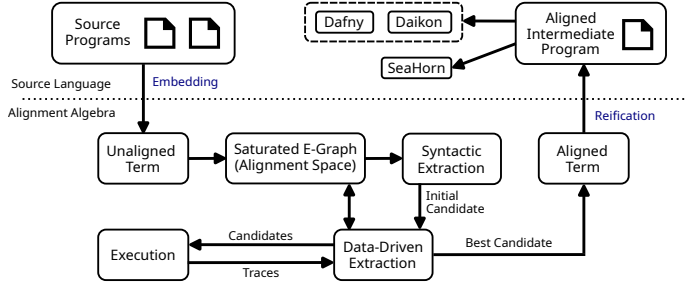 Source
Programs
Dafny
Daikon
Aligned
Intermediate
Program
SeaHorn
Source Language
Embedding
Alignment Algebra
Reification
Unaligned
Term
Saturated E-Graph
(Alignment Space)
Syntactic
Extraction
Aligned
Term
Initial
Candidate
Execution
Candidates
Traces
Data-Driven
Extraction
Best Candidate